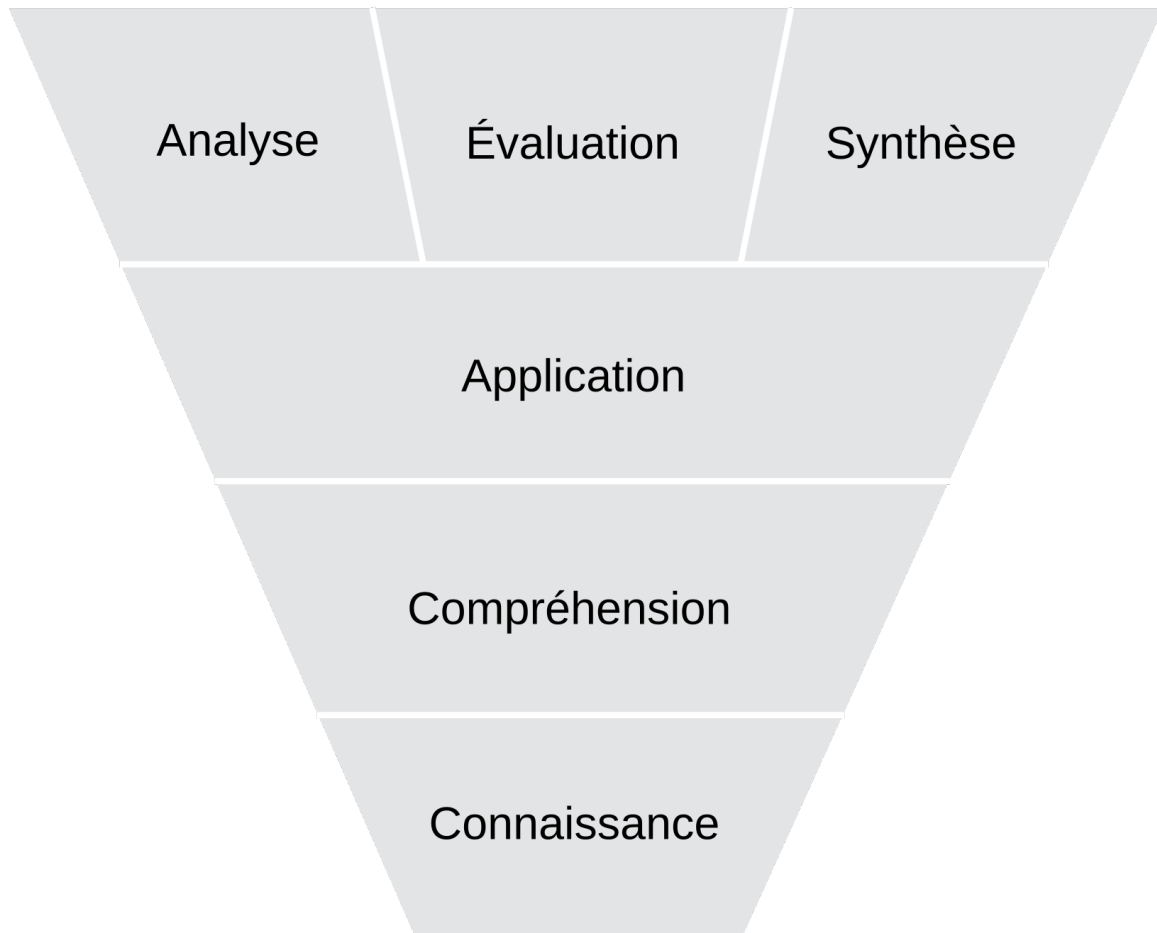 Analyse
Évaluation
Synthèse
Application
Compréhension
Connaissance